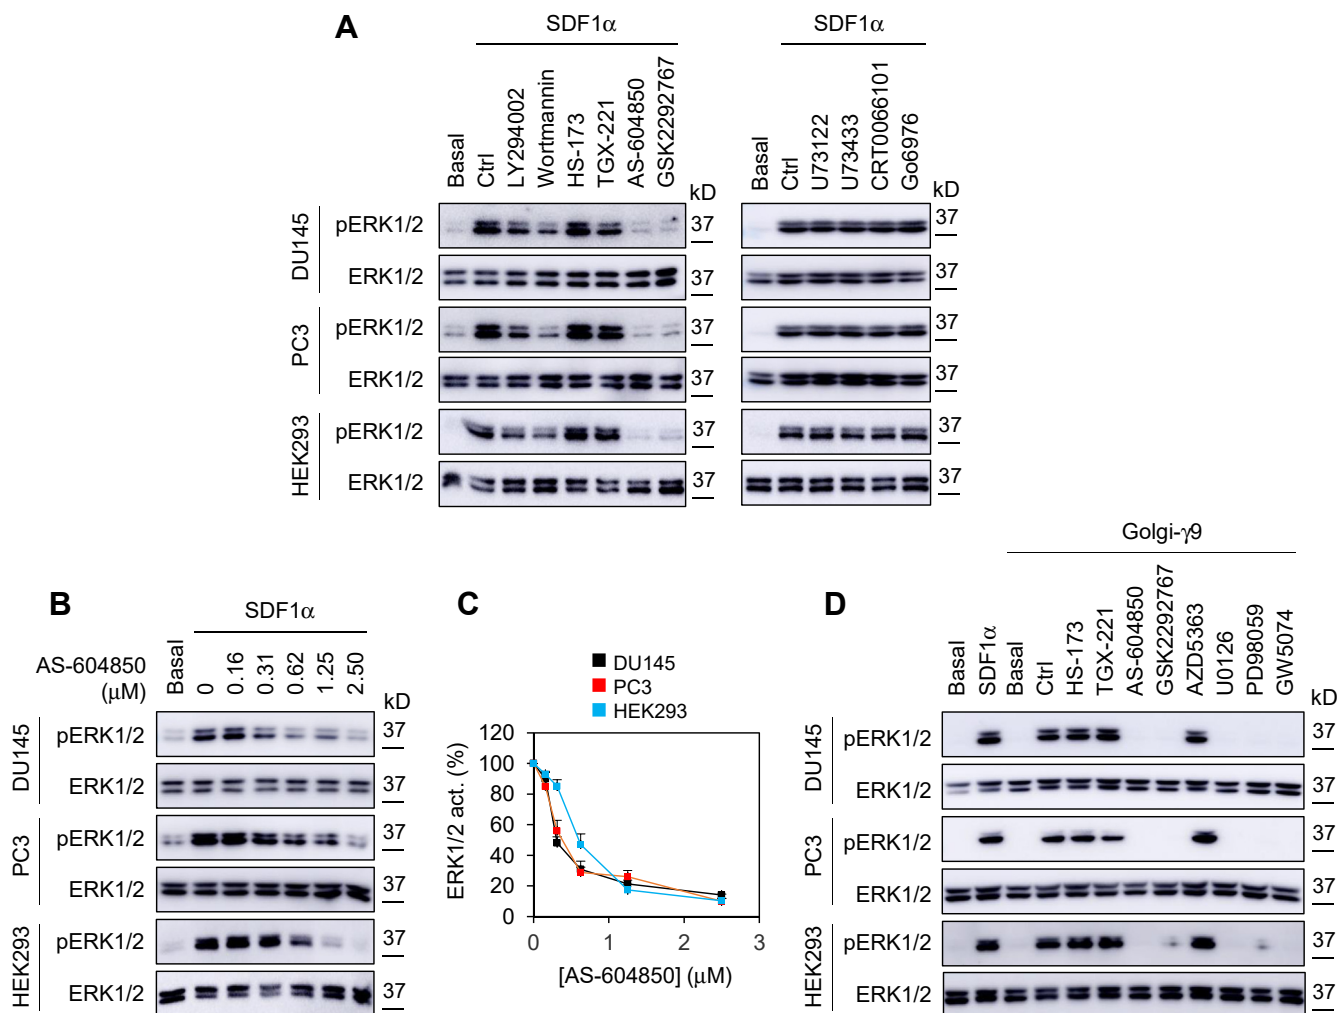 A
SDF1α
SDF1α
Basal
Ctrl
LY294002
Wortmannin
HS-173
TGX-221
AS-604850
GSK2292767
kD
Basal
Ctrl
U73122
U73433
CRT0066101
Go6976
kD
DU145
pERK1/2
37
37
ERK1/2
37
37
PC3
pERK1/2
37
37
ERK1/2
37
37
HEK293
pERK1/2
37
37
ERK1/2
37
37
B
SDF1α
AS-604850
(μM)
Basal
0
0.16
0.31
0.62
1.25
2.50
kD
DU145
pERK1/2
37
ERK1/2
37
PC3
pERK1/2
37
ERK1/2
37
HEK293
pERK1/2
37
ERK1/2
37
C
DU145
PC3
HEK293
ERK1/2 act. (%)
120
100
80
60
40
20
0
0
1
2
3
[AS-604850] (μM)
D
Golgi-γ9
Basal
SDF1α
Basal
Ctrl
HS-173
TGX-221
AS-604850
GSK2292767
AZD5363
U0126
PD98059
GW5074
kD
DU145
pERK1/2
37
ERK1/2
37
PC3
pERK1/2
37
ERK1/2
37
HEK293
pERK1/2
37
ERK1/2
37